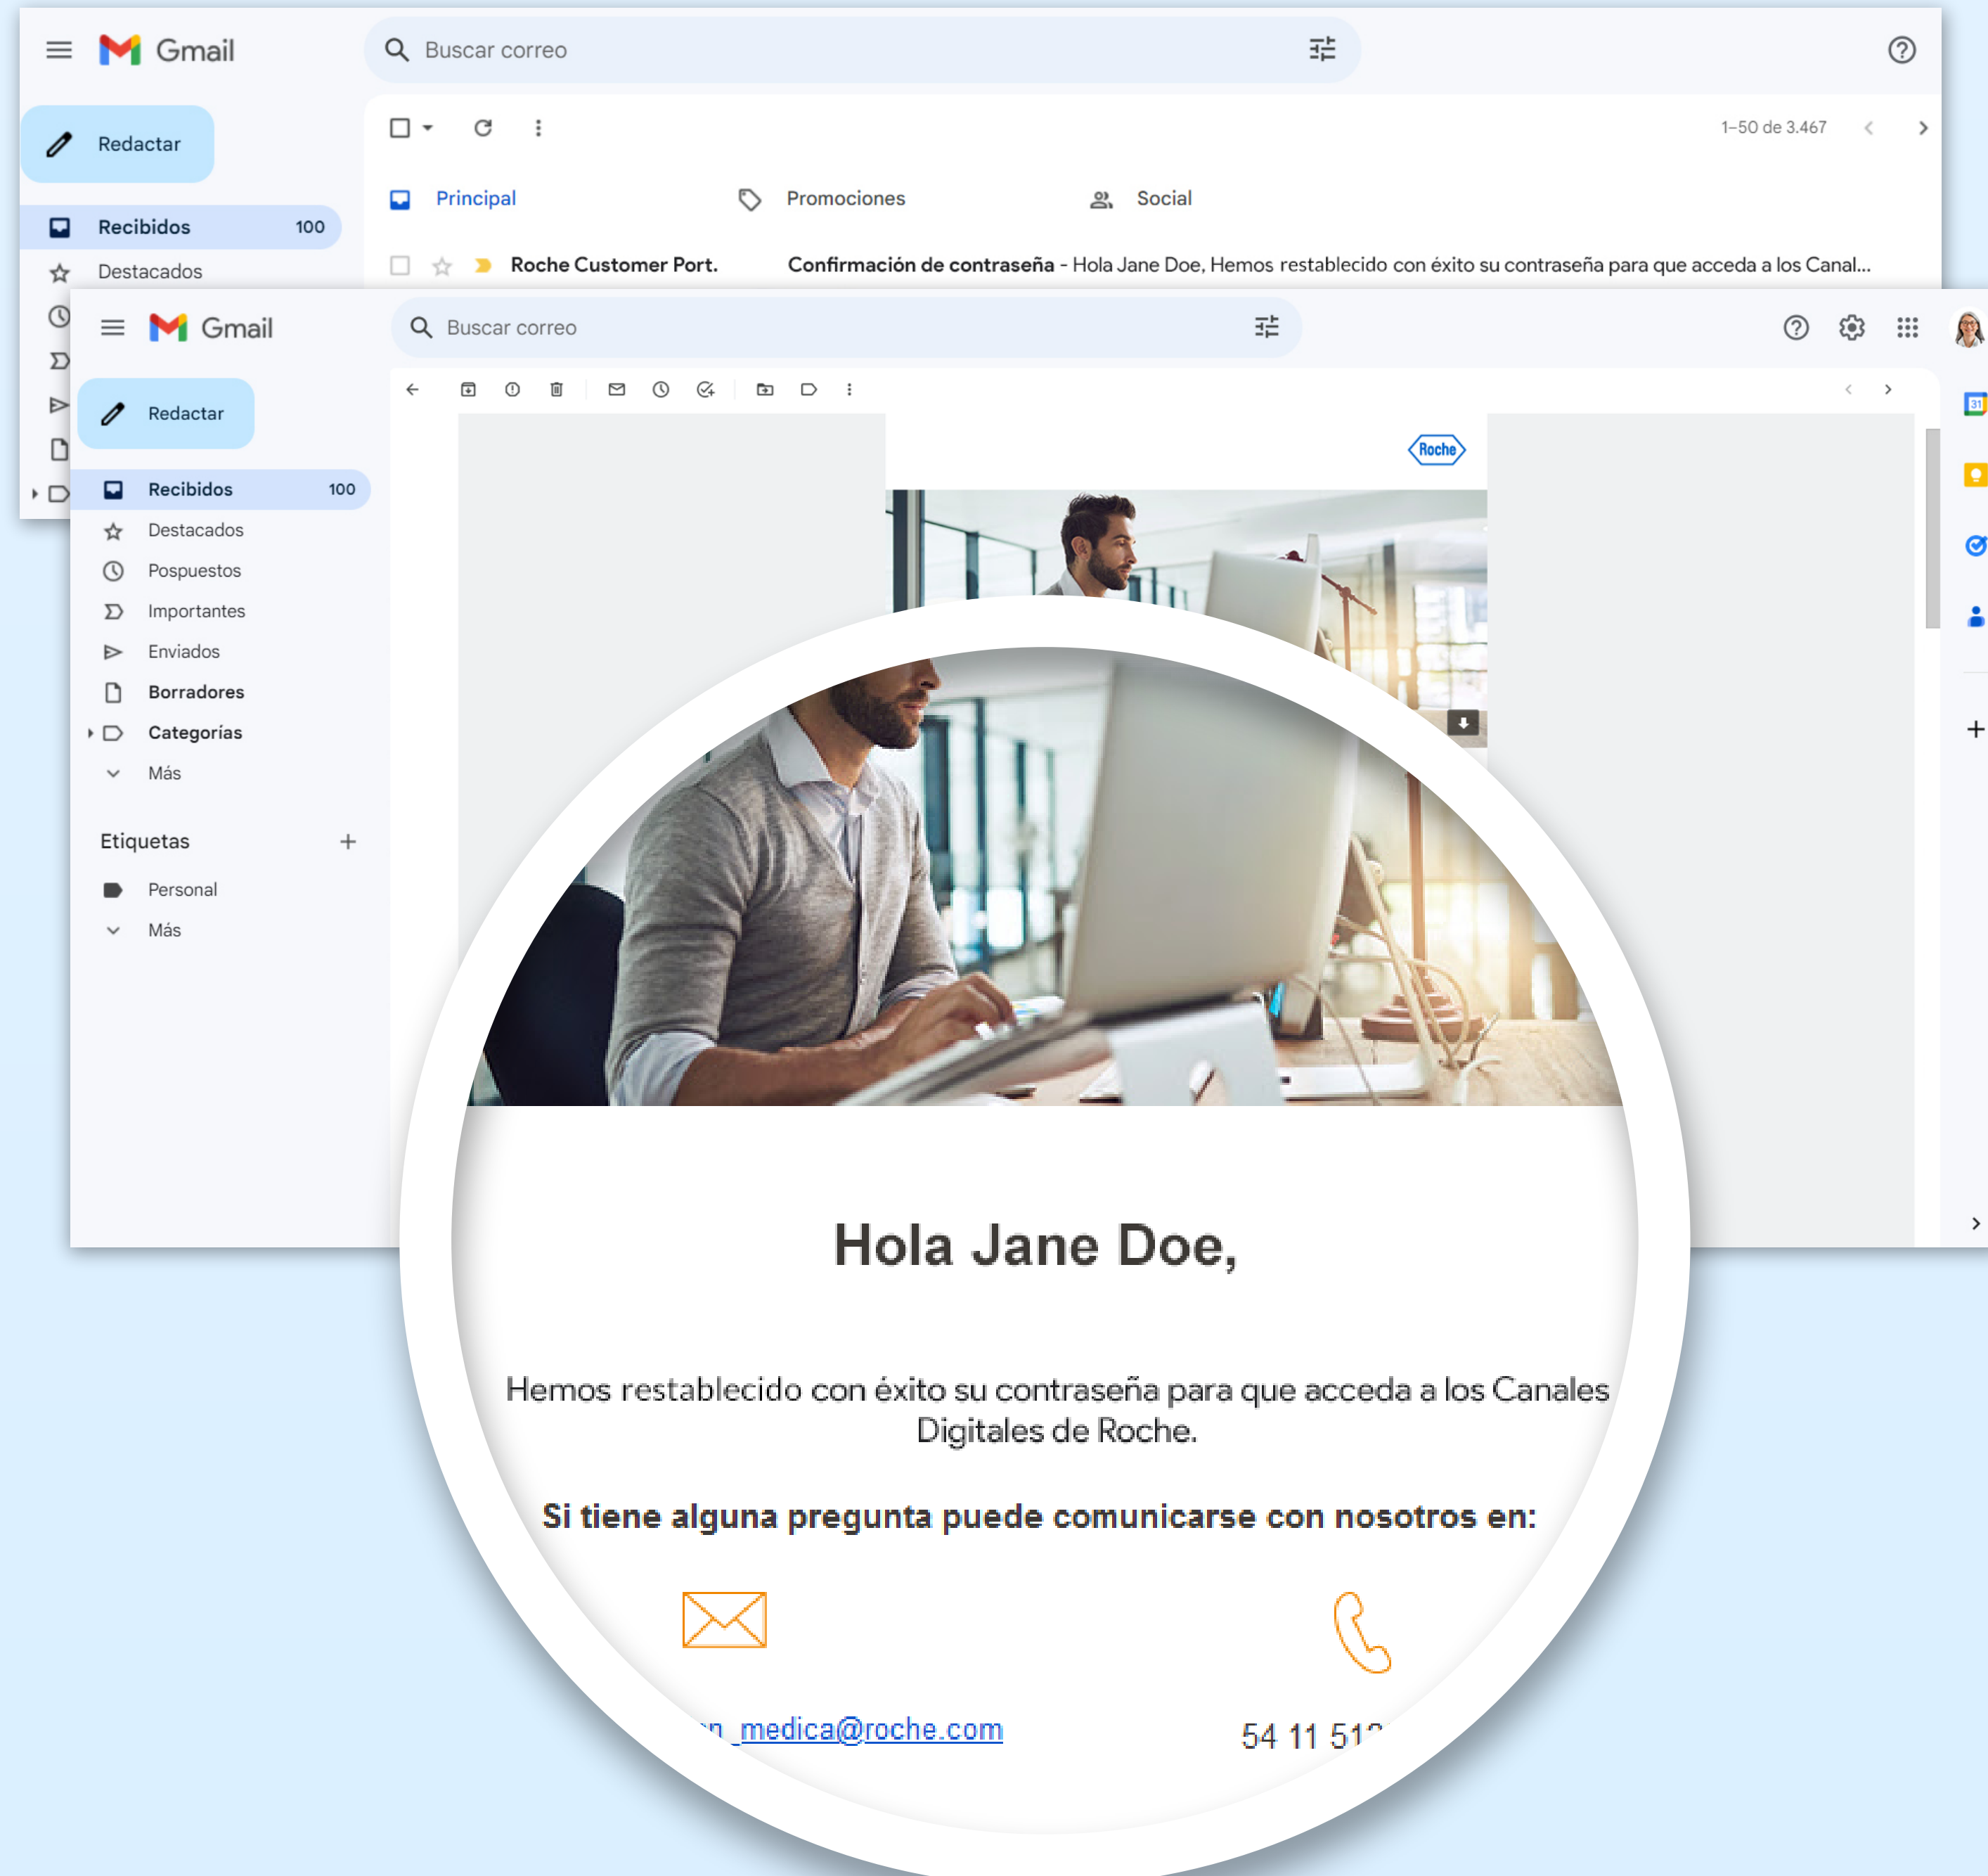 Gmail
Buscar correo
Redactar
1–50 de 3.467
Principal
Promociones
Social
Recibidos 100
Destacados
Roche Customer Port.
Confirmación de contraseña - Hola Jane Doe, Hemos restablecido con éxito su contraseña para que acceda a los Canal...
Gmail
Buscar correo
Redactar
Recibidos 100
Destacados
Pospuestos
Importantes
Enviados
Borradores
Categorías
Más
Etiquetas
Personal
Más
31
Roche
Hola Jane Doe,
Hemos restablecido con éxito su contraseña para que acceda a los Canales
Digitales de Roche.
Si tiene alguna pregunta puede comunicarse con nosotros en:
_medica@roche.com
54 11